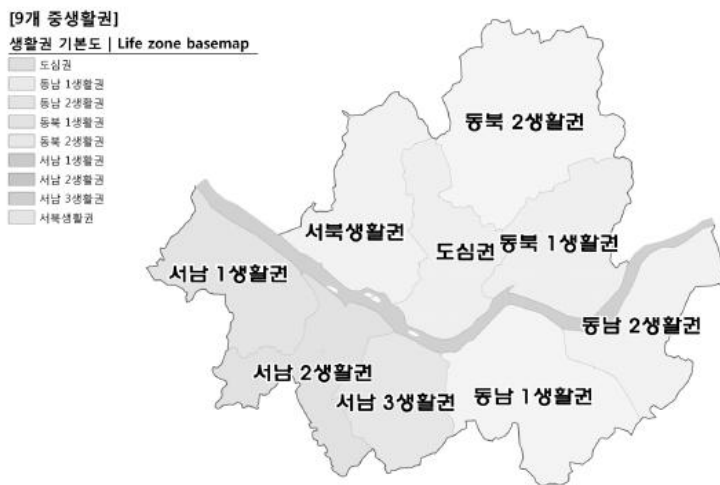 [9개 중생활권]
생활권 기본도 | Life zone basemap
도심권
동남 1생활권
동남 2생활권
동북 1생활권
동북 2생활권
서남 1생활권
서남 2생활권
서남 3생활권
서북생활권
동북 2생활권
서북생활권
도심권
동북 1생활권
서남 1생활권
동남 2생활권
서남 2생활권
서남 3생활권
동남 1생활권